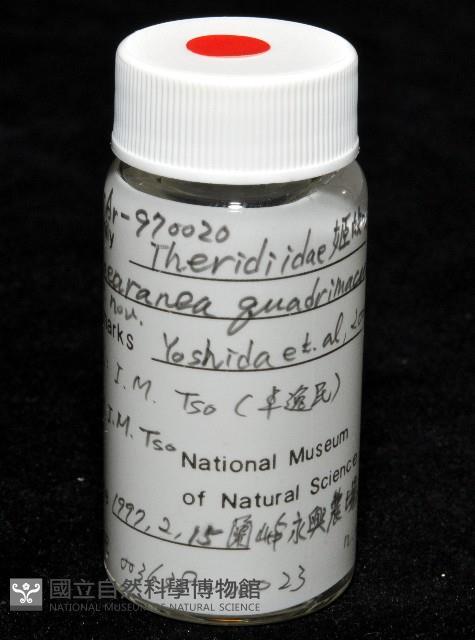 Ar-970020
Theridiidae 姬
earanea quadrimacu
nov.
arks Yoshida et. al, 20
I. M. Tso (卓逸民)
I.M. Tso
National Museum
of Natural Science
1997, 2, 15 蘭嶼永興農場
23
國立自然科學博物館
NATIONAL MUSEUM OF NATURAL SCIENCE